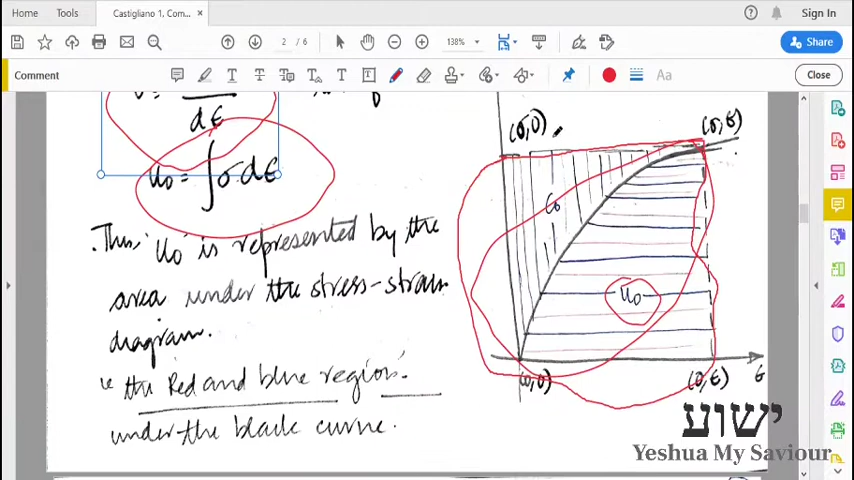 Home
Tools
Castigliano 1, Com...
×
Sign In
2 / 6
138%
Share
Comment
T
T
T
T
T
Aa
Close
dϵ
U₀ = ∫σ.dϵ
Thus, 'U₀' is represented by the
area under the stress-strain
diagram.
ie the Red and blue region.
under the black curve.
(σ, ϵ)
C₀
U₀
(0,0)
(0,ϵ)
ϵ
ישוע
Yeshua My Saviour